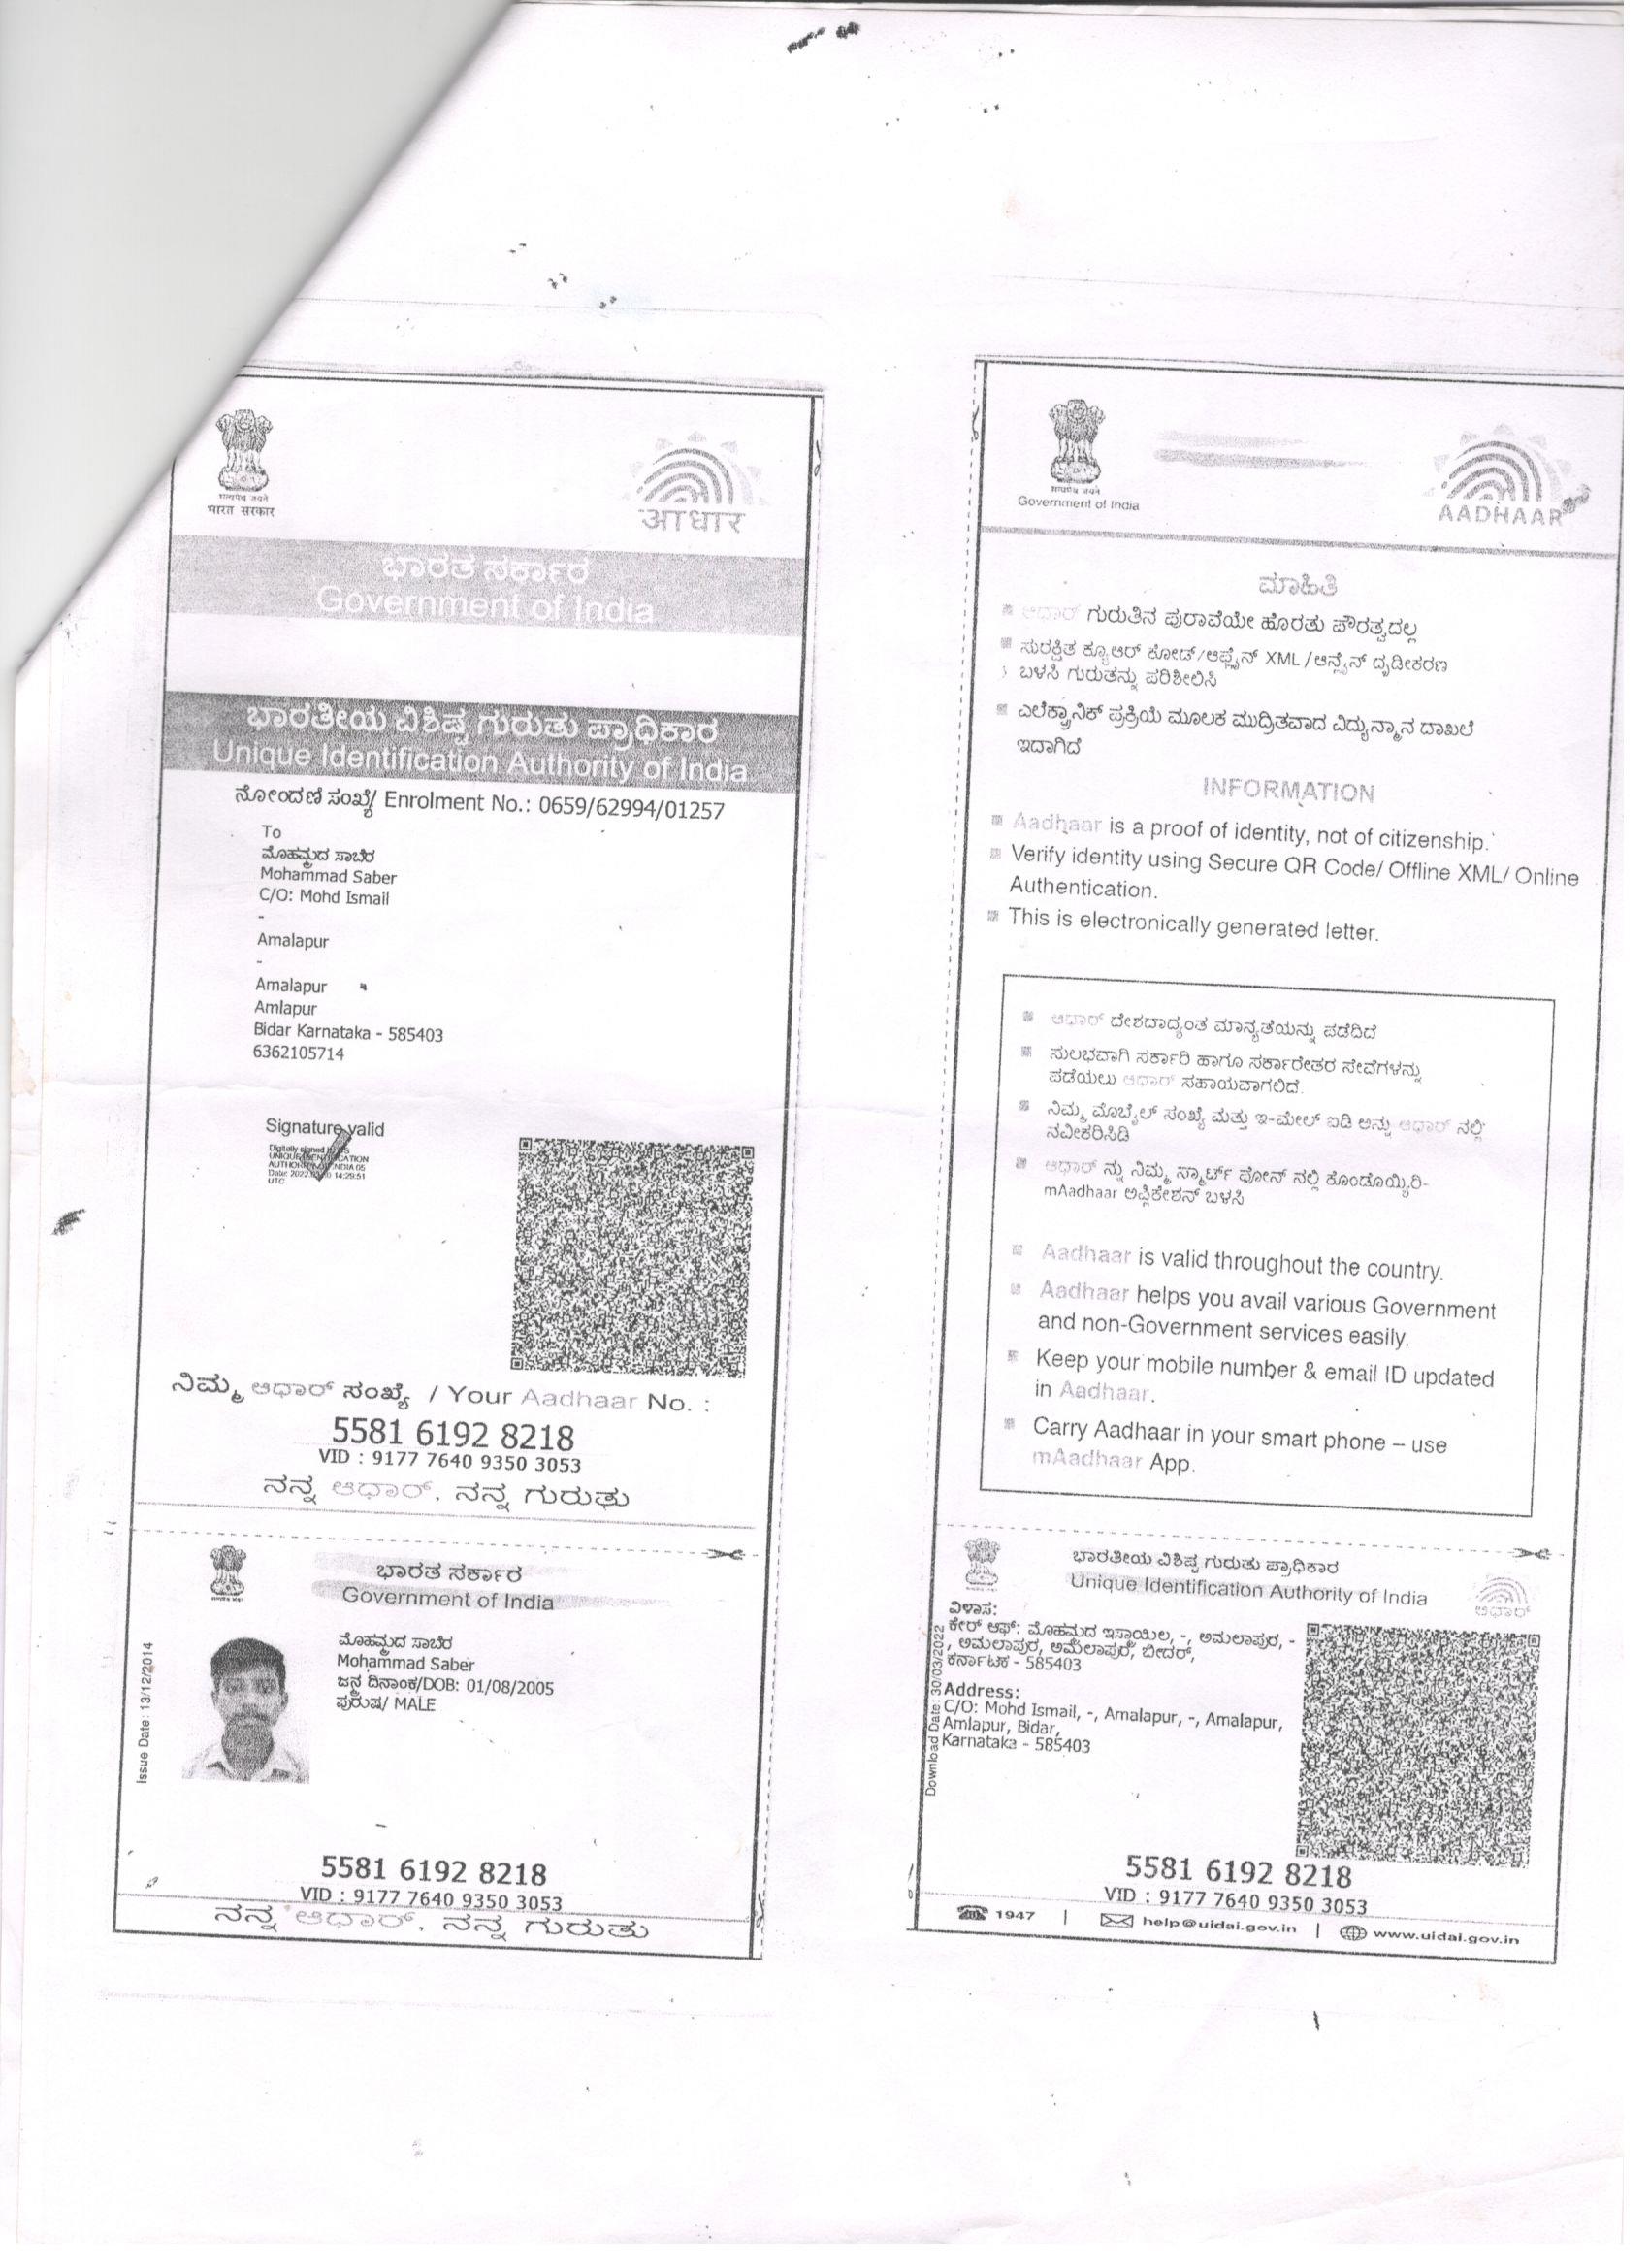 सत्यमेव जयते
भारत सरकार
आधार
ಭಾರತ ಸರ್ಕಾರ
Government of India
ಭಾರತೀಯ ವಿಶಿಷ್ಟ ಗುರುತು ಪ್ರಾಧಿಕಾರ
Unique Identification Authority of India
ನೋಂದಣಿ ಸಂಖ್ಯೆ/ Enrolment No.: 0659/62994/01257
To
ಮೊಹಮ್ಮದ ಸಾಬೆರ
Mohammad Saber
C/O: Mohd Ismail
-
Amalapur
-
Amalapur
Amlapur
Bidar Karnataka - 585403
6362105714
Signature valid
Digitally signed
UNIQUE IDENTIFICATION
AUTHORITY OF INDIA 05
Date: 2022 14:29:51
UTC
ನಿಮ್ಮ ಆಧಾರ್ ಸಂಖ್ಯೆ / Your Aadhaar No. :
5581 6192 8218
VID : 9177 7640 9350 3053
ನನ್ನ ಆಧಾರ್, ನನ್ನ ಗುರುತು
ಭಾರತ ಸರ್ಕಾರ
Government of India
Issue Date: 13/12/2014
ಮೊಹಮ್ಮದ ಸಾಬೆರ
Mohammad Saber
ಜನ್ಮ ದಿನಾಂಕ/DOB: 01/08/2005
ಪುರುಷ/ MALE
5581 6192 8218
VID : 9177 7640 9350 3053
ನನ್ನ ಆಧಾರ್, ನನ್ನ ಗುರುತು
सत्यमेव जयते
Government of India
AADHAAR
ಮಾಹಿತಿ
ಆಧಾರ್ ಗುರುತಿನ ಪುರಾವೆಯೇ ಹೊರತು ಪೌರತ್ವದಲ್ಲ
ಸುರಕ್ಷಿತ ಕ್ಯೂಆರ್ ಕೋಡ್/ಆಫ್ಲೈನ್ XML/ಆನ್ಲೈನ್ ದೃಡೀಕರಣ
ಬಳಸಿ ಗುರುತನ್ನು ಪರಿಶೀಲಿಸಿ
ಎಲೆಕ್ಟ್ರಾನಿಕ್ ಪ್ರಕ್ರಿಯೆ ಮೂಲಕ ಮುದ್ರಿತವಾದ ವಿದ್ಯುನ್ಮಾನ ದಾಖಲೆ
ಇದಾಗಿದೆ
INFORMATION
Aadhaar is a proof of identity, not of citizenship.
Verify identity using Secure QR Code/ Offline XML/ Online
Authentication.
This is electronically generated letter.
ಆಧಾರ್ ದೇಶದಾದ್ಯಂತ ಮಾನ್ಯತೆಯನ್ನು ಪಡೆದಿದೆ
ಸುಲಭವಾಗಿ ಸರ್ಕಾರಿ ಹಾಗೂ ಸರ್ಕಾರೇತರ ಸೇವೆಗಳನ್ನು
ಪಡೆಯಲು ಆಧಾರ್ ಸಹಾಯವಾಗಲಿದೆ.
ನಿಮ್ಮ ಮೊಬೈಲ್ ಸಂಖ್ಯೆ ಮತ್ತು ಇ-ಮೇಲ್ ಐಡಿ ಅನ್ನು ಆಧಾರ್ ನಲ್ಲಿ
ನವೀಕರಿಸಿಡಿ
ಆಧಾರ್ ನ್ನು ನಿಮ್ಮ ಸ್ಮಾರ್ಟ್ ಫೋನ್ ನಲ್ಲಿ ಕೊಂಡೊಯ್ಯಿರಿ-
mAadhaar ಅಪ್ಲಿಕೇಶನ್ ಬಳಸಿ
Aadhaar is valid throughout the country.
Aadhaar helps you avail various Government
and non-Government services easily.
Keep your mobile number & email ID updated
in Aadhaar.
Carry Aadhaar in your smart phone – use
mAadhaar App.
ಭಾರತೀಯ ವಿಶಿಷ್ಟ ಗುರುತು ಪ್ರಾಧಿಕಾರ
Unique Identification Authority of India
ಆಧಾರ್
Download Date: 30/03/2022
ವಿಳಾಸ:
ಕೇರ್ ಆಫ್: ಮೊಹಮದ ಇಸ್ಮಾಯಿಲ, -, ಅಮಲಾಪುರ, -
, ಅಮಲಾಪುರ, ಅಮೆಲಾಪುರ, ಬೀದರ್,
ಕರ್ನಾಟಕ - 585403
Address:
C/O: Mohd Ismail, -, Amalapur, -, Amalapur,
Amlapur, Bidar,
Karnataka - 585403
5581 6192 8218
VID : 9177 7640 9350 3053
1947 | help@uidai.gov.in | www.uidai.gov.in